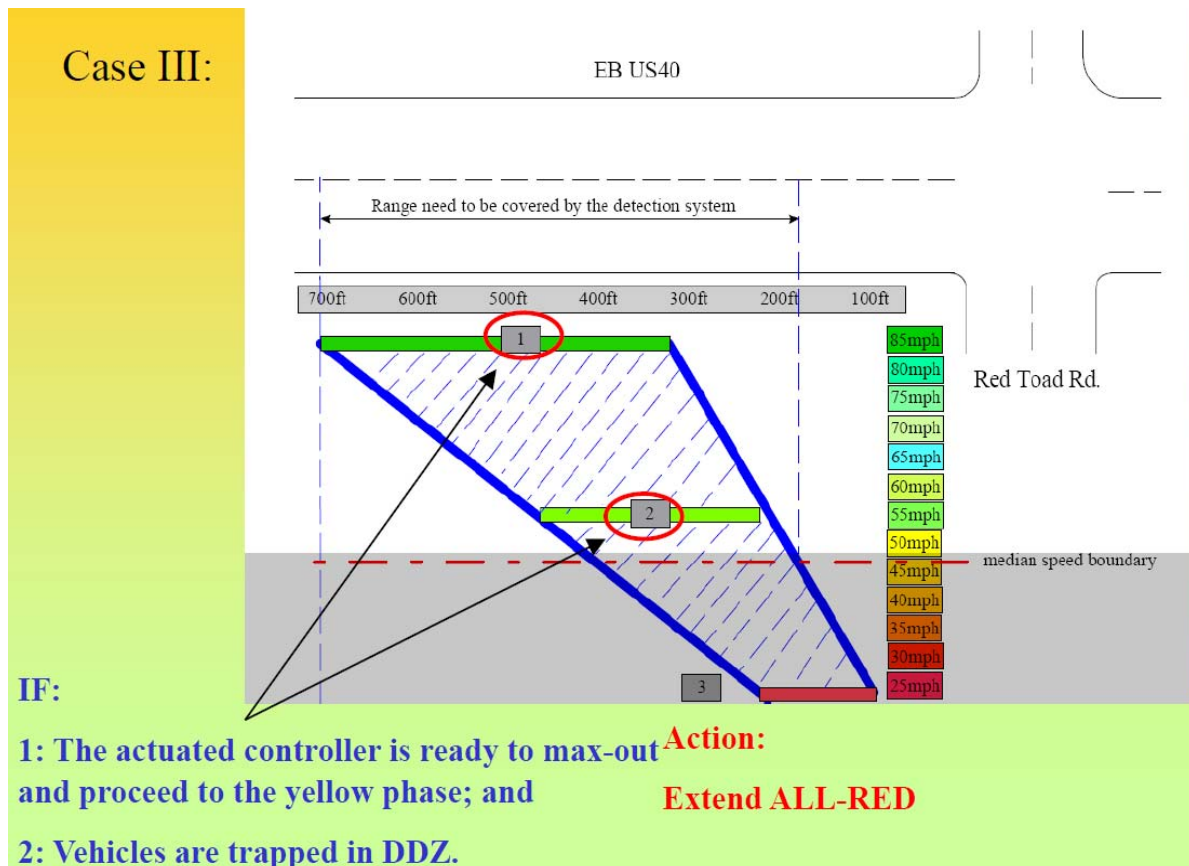 Case III:
EB US40
Range need to be covered by the detection system
700ft 600ft 500ft 400ft 300ft 200ft 100ft
1
85mph
80mph
75mph
Red Toad Rd.
70mph
65mph
60mph
2
55mph
50mph
median speed boundary
45mph
40mph
35mph
30mph
3
25mph
IF:
1: The actuated controller is ready to max-out
and proceed to the yellow phase; and
2: Vehicles are trapped in DDZ.
Action:
Extend ALL-RED